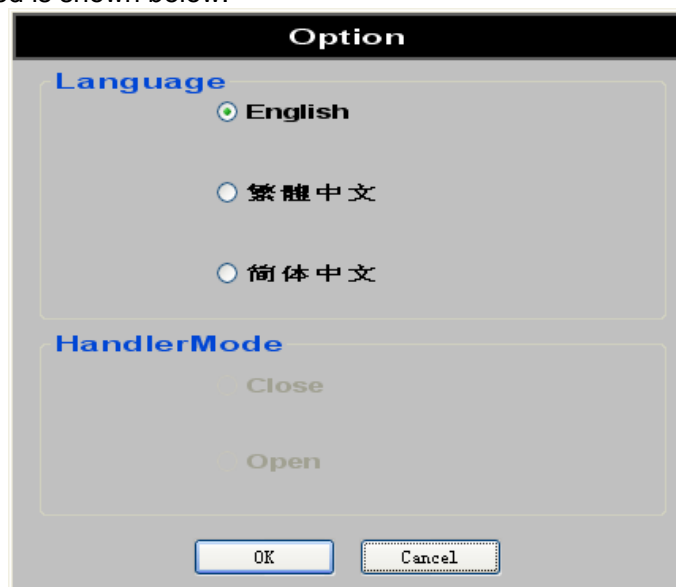 Option
Language
English
繁體中文
简体中文
HandlerMode
Close
Open
OK
Cancel